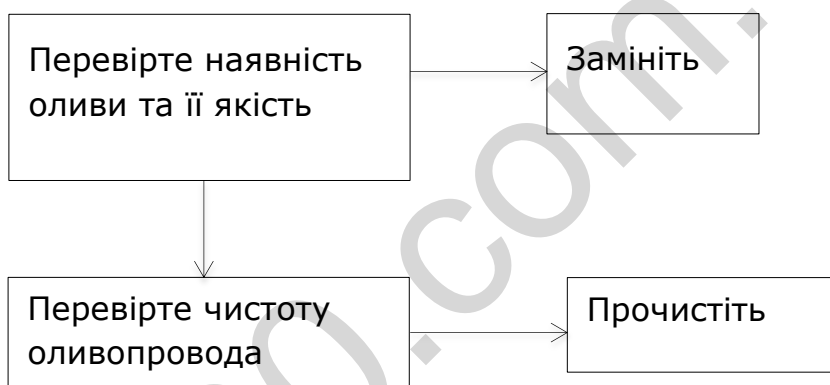 Перевірте наявність
оливи та її якість
Замініть
Перевірте чистоту
оливопровода
Прочистіть